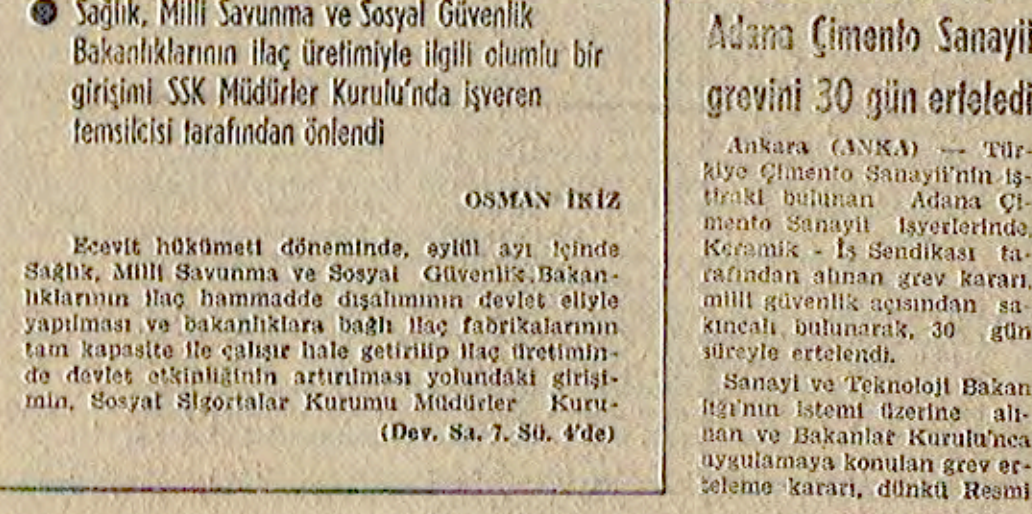 ● Sağlık, Milli Savunma ve Sosyal Güvenlik
Bakanlıklarının ilaç üretimiyle ilgili olumlu bir
girişimi SSK Müdürler Kurulu'nda işveren
temsilcisi tarafından önlendi
OSMAN İKİZ
Ecevit hükümeti döneminde, eylül ayı içinde
Sağlık, Milli Savunma ve Sosyal Güvenlik Bakan-
lıklarının ilaç hammadde dışalımının devlet eliyle
yapılması ve bakanlıklara bağlı ilaç fabrikalarının
tam kapasite ile çalışır hale getirilip ilaç üretimin-
de devlet etkinliğinin artırılması yolundaki girişi-
min, Sosyal Sigortalar Kurumu Müdürler Kuru-
(Dev. Sa. 7. Sü. 4'de)
Adana Çimento Sanayii
grevini 30 gün erteledi
Ankara (ANKA) — Tür-
kiye Çimento Sanayii'nin iş-
tiraki bulunan Adana Çi-
mento Sanayii işyerlerinde,
Keramik - İş Sendikası ta-
rafından alınan grev kararı,
milli güvenlik açısından sa-
kıncalı bulunarak, 30 gün
süreyle ertelendi.
Sanayi ve Teknoloji Bakan
lığı'nın istemi üzerine alı-
nan ve Bakanlar Kurulu'nca
uygulamaya konulan grev er-
teleme kararı, dünkü Resmi